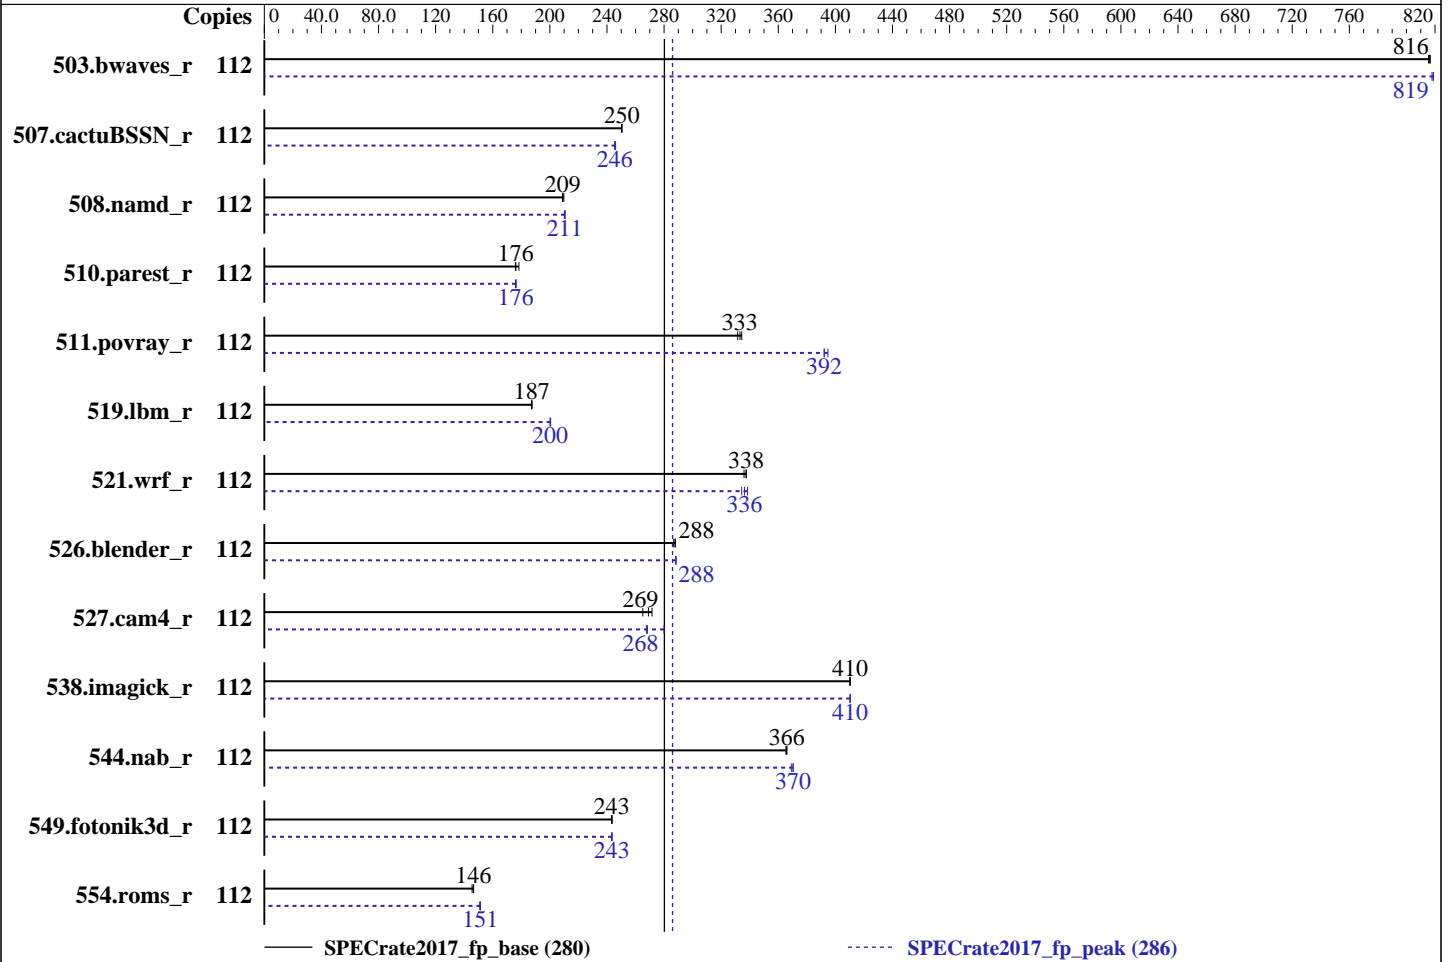 Copies 0 40.0 80.0 120 160 200 240 280 320 360 400 440 480 520 560 600 640 680 720 760 820
816
503.bwaves_r 112
819
250
507.cactuBSSN_r 112
246
209
508.namd_r 112
211
176
510.parest_r 112
176
333
511.povray_r 112
392
187
519.lbm_r 112
200
338
521.wrf_r 112
336
288
526.blender_r 112
288
269
527.cam4_r 112
268
410
538.imagick_r 112
410
366
544.nab_r 112
370
243
549.fotonik3d_r 112
243
146
554.roms_r 112
151
SPECrate2017_fp_base (280) SPECrate2017_fp_peak (286)